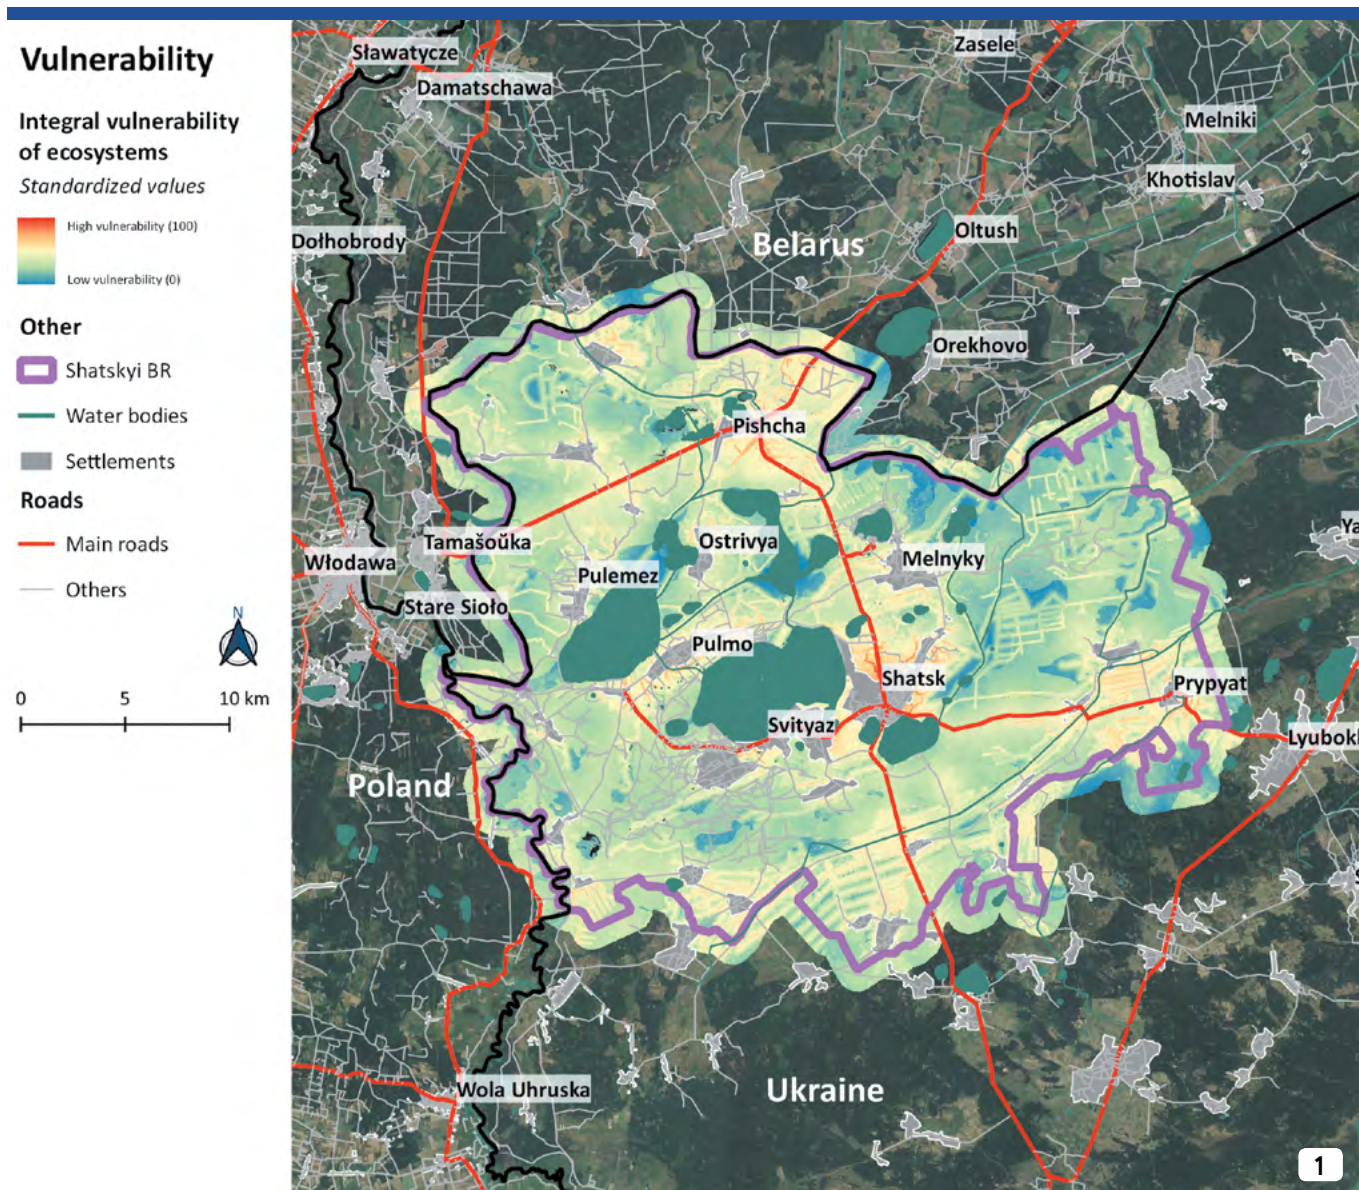 Vulnerability
Integral vulnerability
of ecosystems
Standardized values
High vulnerability (100)
Low vulnerability (0)
Other
Shatskyi BR
Water bodies
Settlements
Roads
Main roads
Others
N
0 5 10 km
Sławatycze
Damatschawa
Zasele
Melniki
Khotislav
Dołhobrody
Belarus
Oltush
Orekhovo
Pishcha
Tamašoŭka
Ostrivya
Melnyky
Włodawa
Pulemez
Stare Sioło
Pulmo
Shatsk
Prypyat
Svityaz
Poland
Wola Uhruska
Ukraine
1